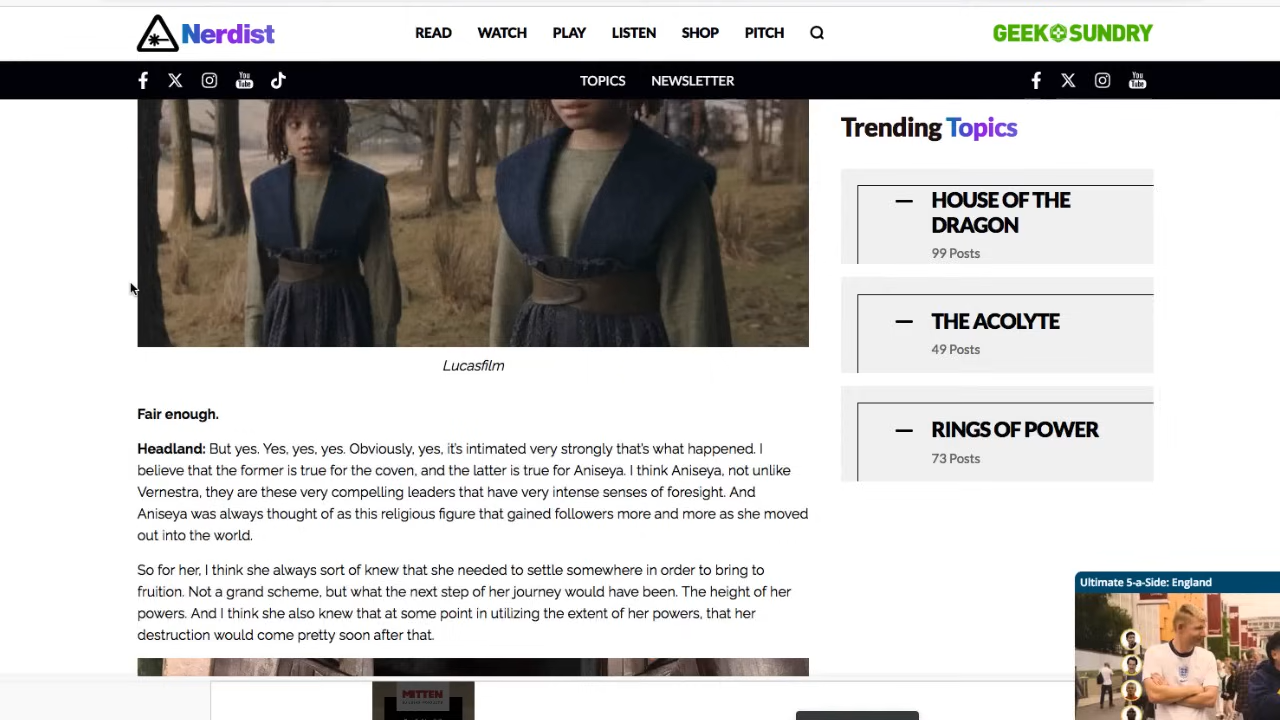 Nerdist
READ WATCH PLAY LISTEN SHOP PITCH
GEEK SUNDRY
You Tube
TOPICS NEWSLETTER
You Tube
Trending Topics
HOUSE OF THE
DRAGON
99 Posts
THE ACOLYTE
49 Posts
RINGS OF POWER
73 Posts
Lucasfilm
Fair enough.
Headland: But yes. Yes, yes, yes. Obviously, yes, it's intimated very strongly that's what happened. I
believe that the former is true for the coven, and the latter is true for Aniseya. I think Aniseya, not unlike
Vernestra, they are these very compelling leaders that have very intense senses of foresight. And
Aniseya was always thought of as this religious figure that gained followers more and more as she moved
out into the world.
So for her, I think she always sort of knew that she needed to settle somewhere in order to bring to
fruition. Not a grand scheme, but what the next step of her journey would have been. The height of her
powers. And I think she also knew that at some point in utilizing the extent of her powers, that her
destruction would come pretty soon after that.
Ultimate 5-a-Side: England
MITTEN